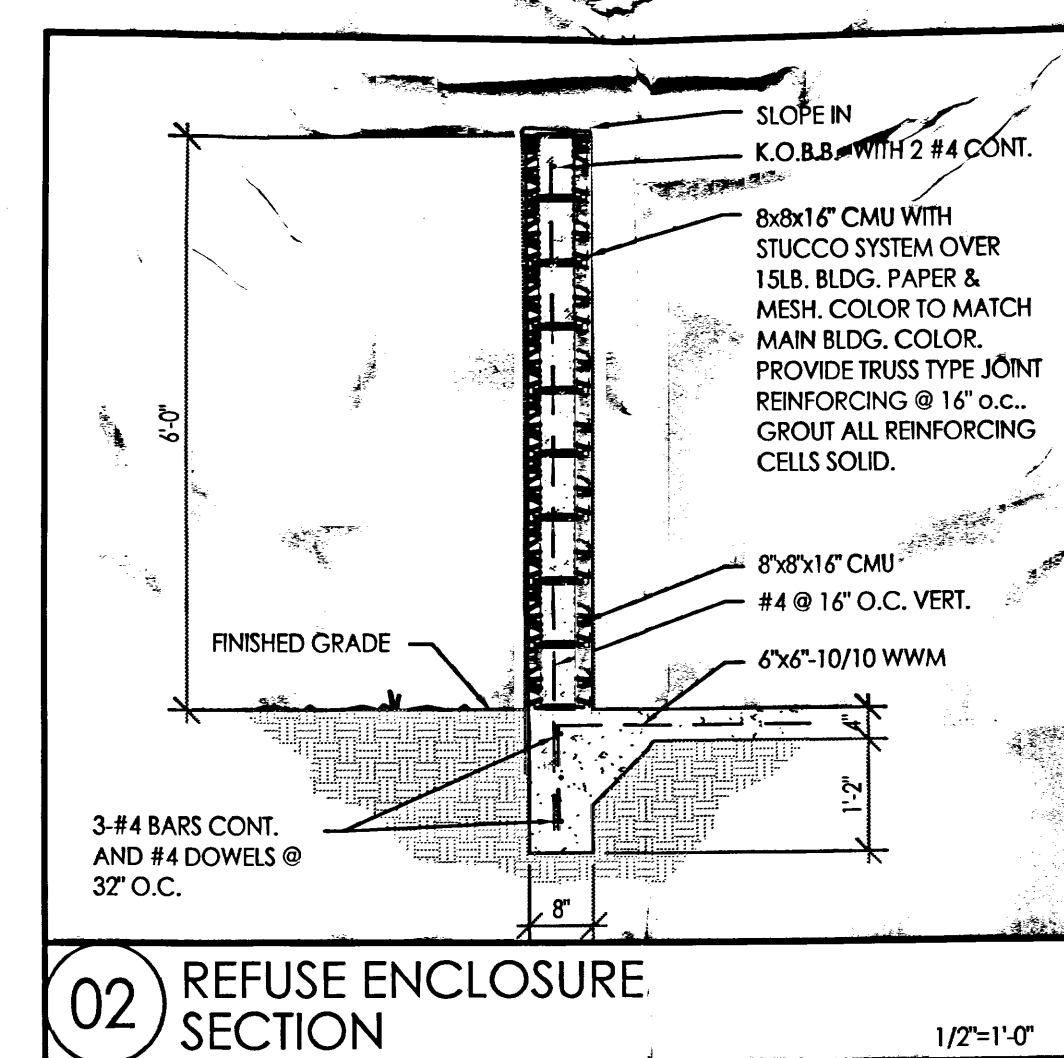 SLOPE IN
K.O.B.B. WITH 2 #4 CONT.
8x8x16" CMU WITH
STUCCO SYSTEM OVER
15LB. BLDG. PAPER &
MESH. COLOR TO MATCH
MAIN BLDG. COLOR.
PROVIDE TRUSS TYPE JOINT
REINFORCING @ 16" o.c..
GROUT ALL REINFORCING
CELLS SOLID.
6'-0"
8"x8"x16" CMU
#4 @ 16" O.C. VERT.
FINISHED GRADE
6"x6"-10/10 WWM
4"
1'-2"
3-#4 BARS CONT.
AND #4 DOWELS @
32" O.C.
8"
02
REFUSE ENCLOSURE
SECTION
1/2"=1'-0"